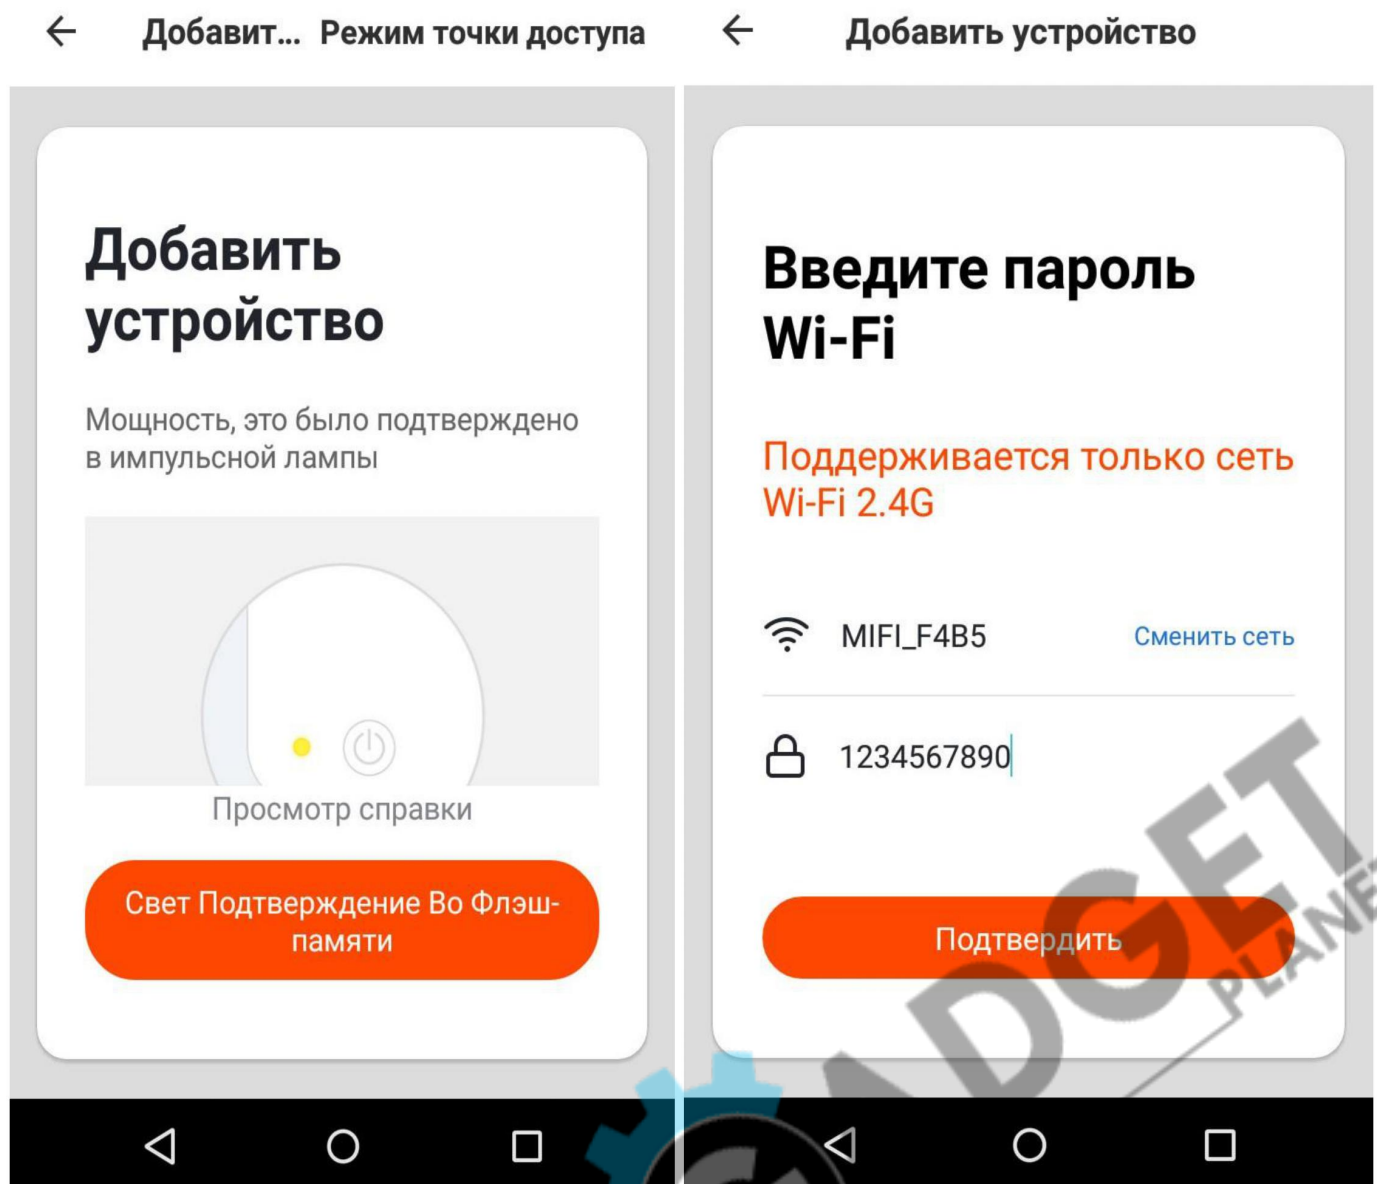 Добавит... Режим точки доступа
Добавить
устройство
Мощность, это было подтверждено
в импульсной лампы
Просмотр справки
Свет Подтверждение Во Флэш-
памяти
Добавить устройство
Введите пароль
Wi-Fi
Поддерживается только сеть
Wi-Fi 2.4G
MIFI_F4B5 Сменить сеть
1234567890
Подтвердить
GADGET
PLANET